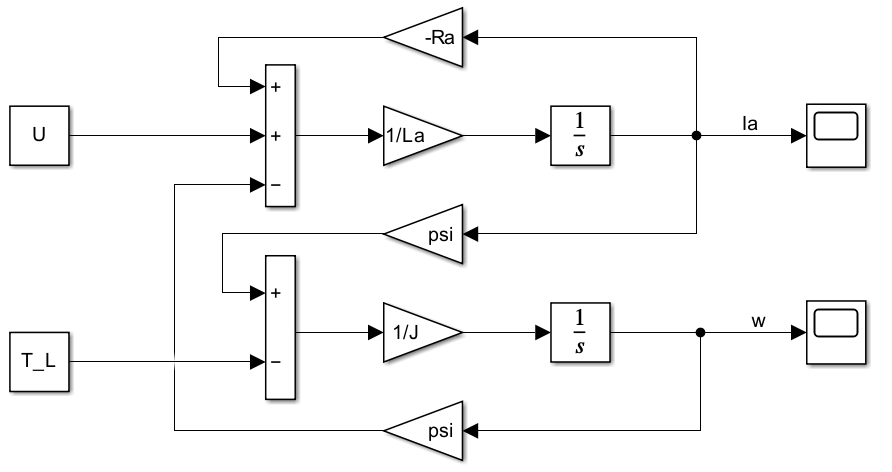 -Ra
+
U
+
1/La
1
s
Ia
−
psi
+
1/J
1
s
w
T_L
−
psi